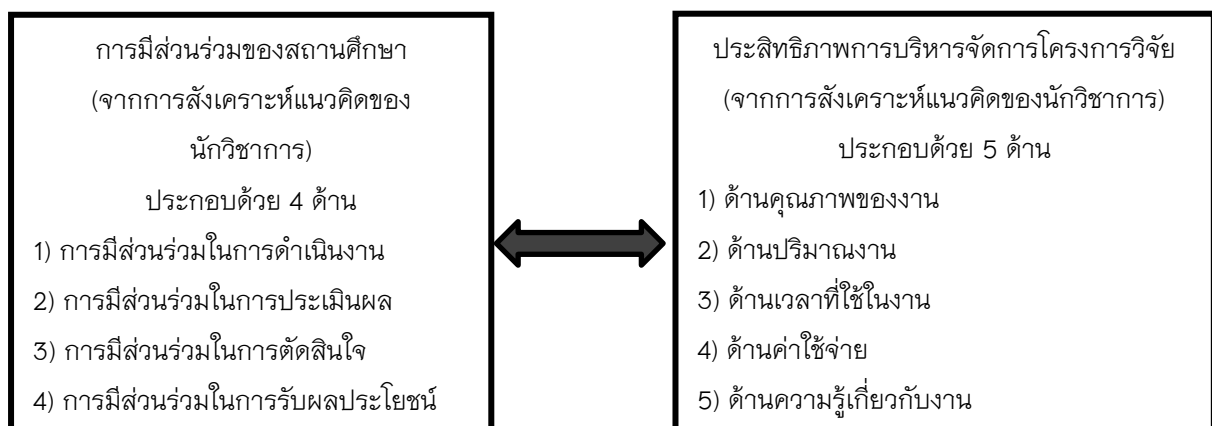 การมีส่วนร่วมของสถานศึกษา
(จากการสังเคราะห์แนวคิดของ
นักวิชาการ)
ประกอบด้วย 4 ด้าน
1) การมีส่วนร่วมในการดำเนินงาน
2) การมีส่วนร่วมในการประเมินผล
3) การมีส่วนร่วมในการตัดสินใจ
4) การมีส่วนร่วมในการรับผลประโยชน์
ประสิทธิภาพการบริหารจัดการโครงการวิจัย
(จากการสังเคราะห์แนวคิดของนักวิชาการ)
ประกอบด้วย 5 ด้าน
1) ด้านคุณภาพของงาน
2) ด้านปริมาณงาน
3) ด้านเวลาที่ใช้ในงาน
4) ด้านค่าใช้จ่าย
5) ด้านความรู้เกี่ยวกับงาน